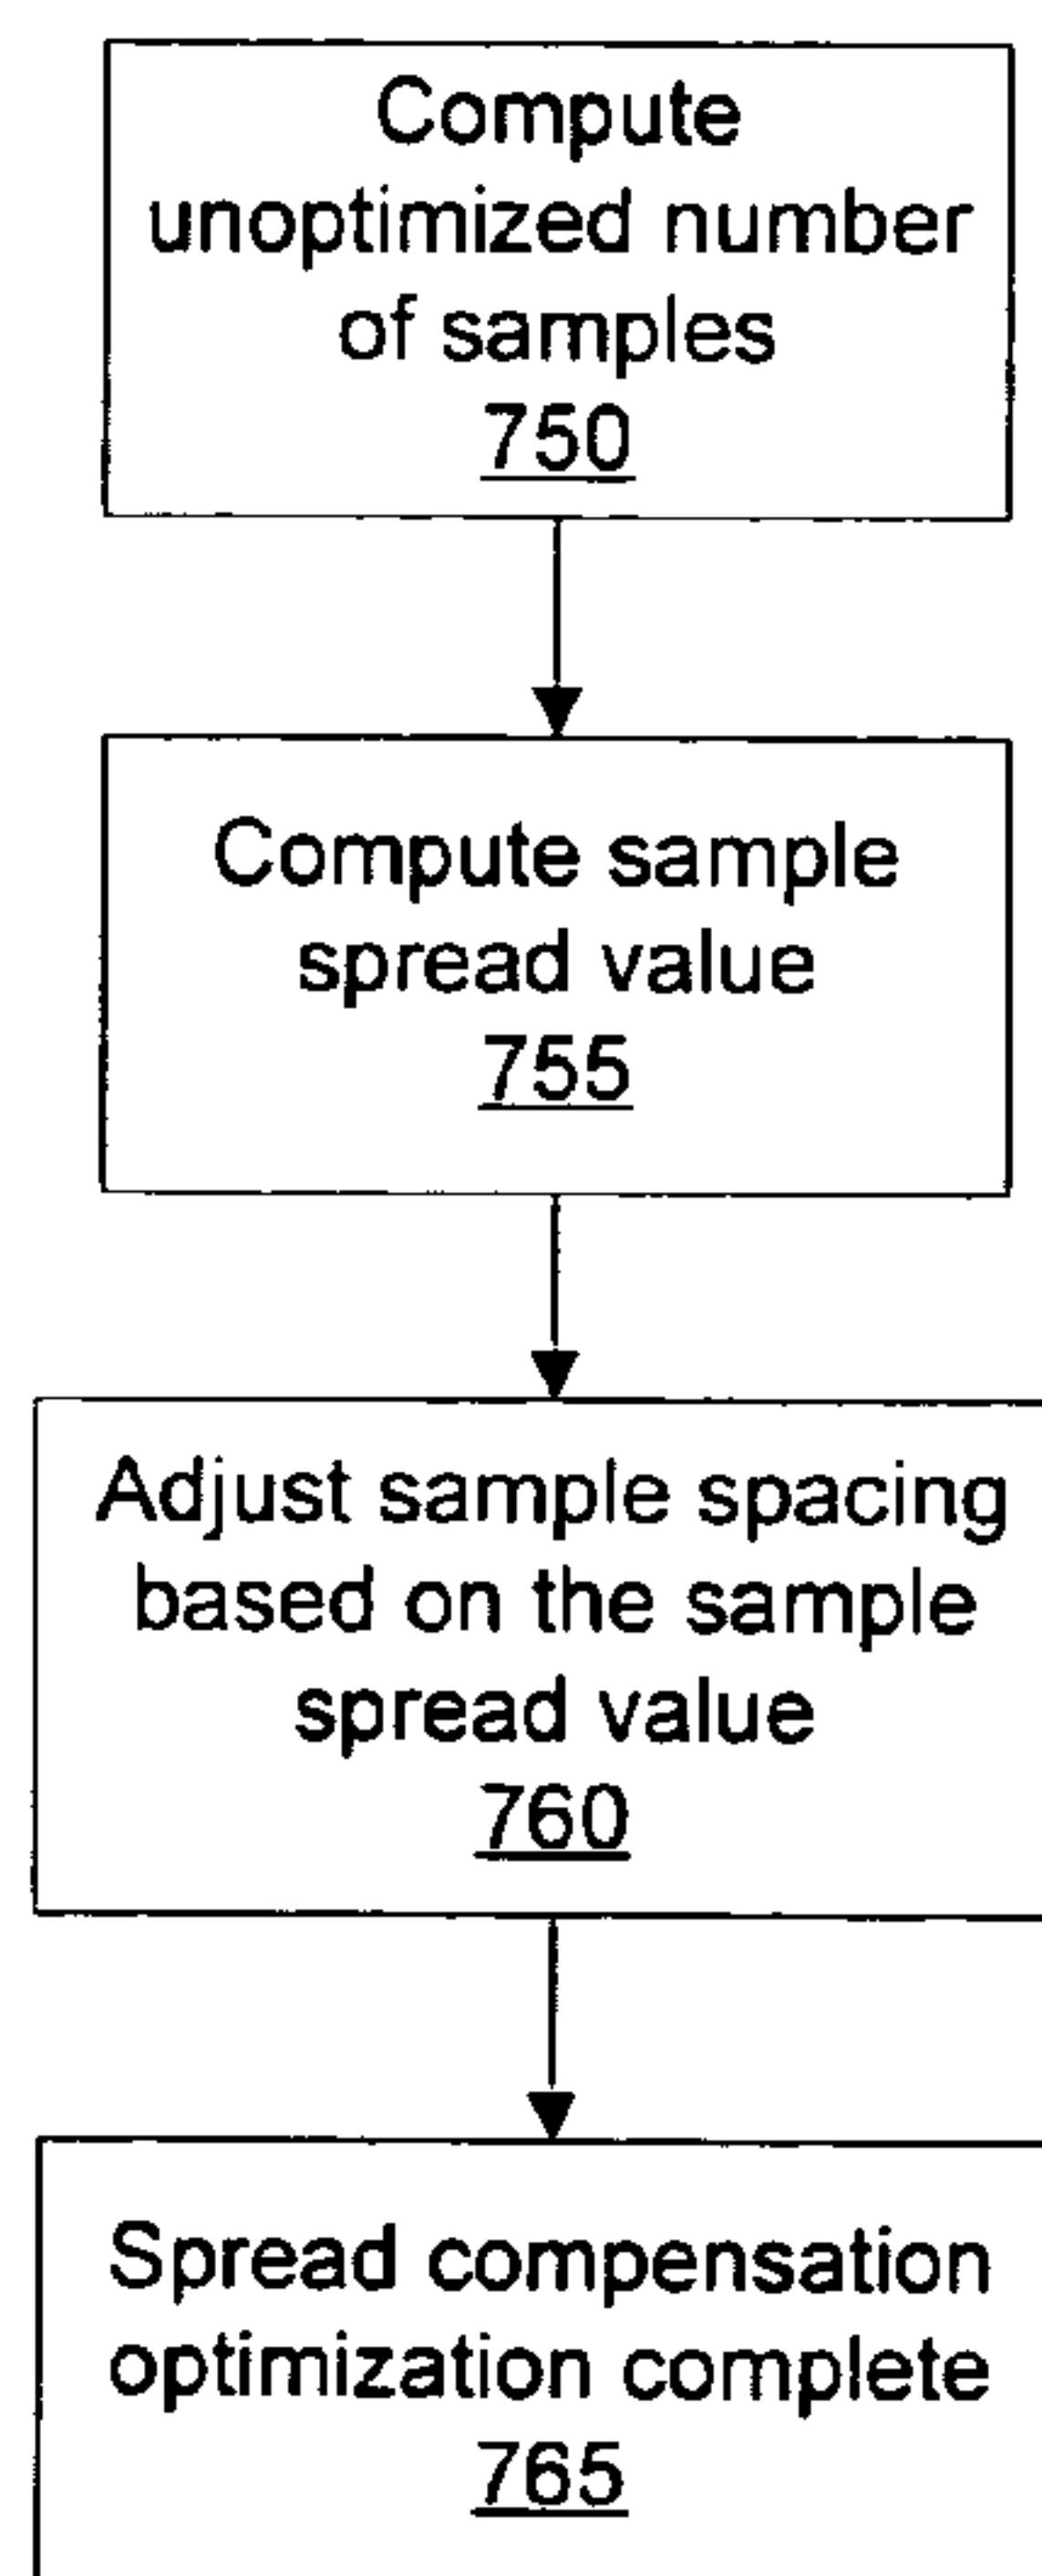 Compute
unoptimized number
of samples
750
Compute sample
spread value
755
Adjust sample spacing
based on the sample
spread value
760
Spread compensation
optimization complete
765